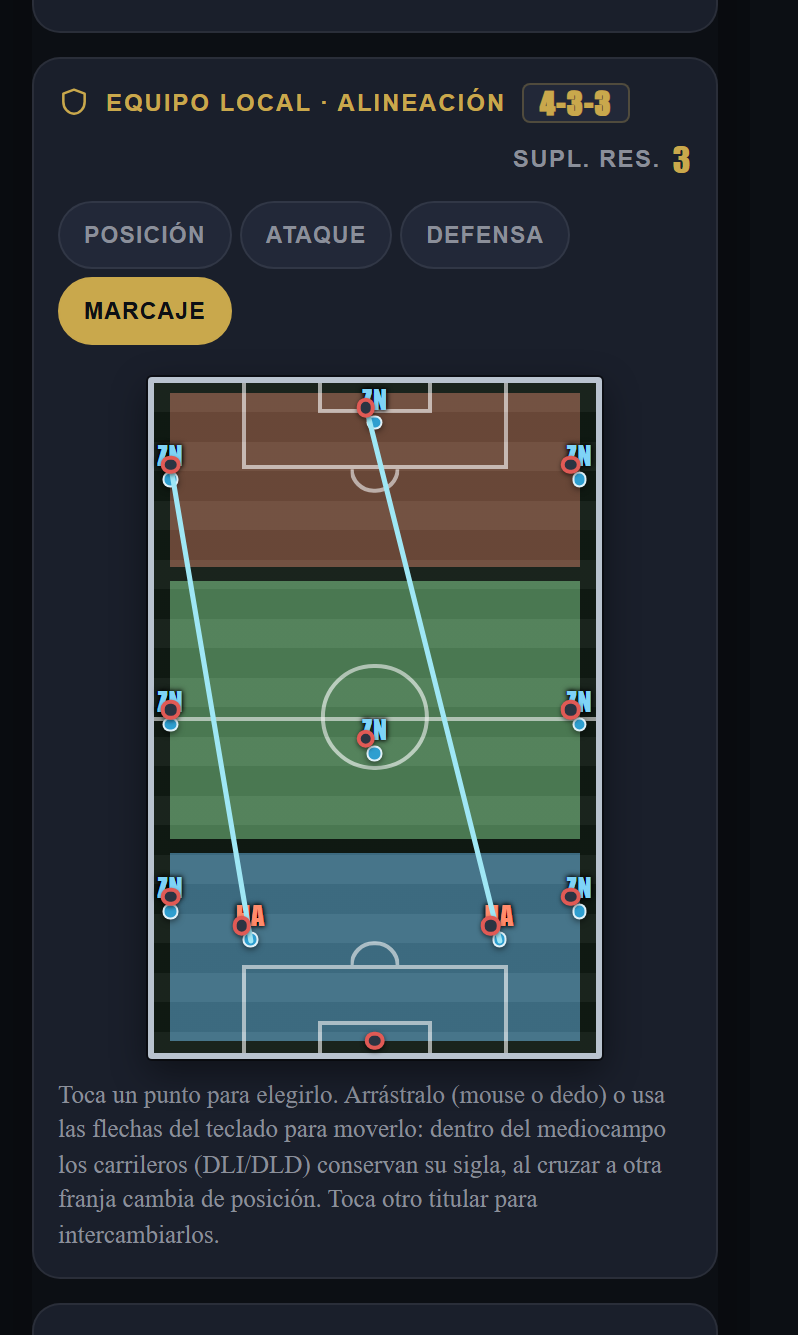 EQUIPO LOCAL · ALINEACIÓN 4-3-3
SUPL. RES. 3
POSICIÓN ATAQUE DEFENSA
MARCAJE
ZN
ZN ZN
ZN ZN
ZN
ZN ZN
HA HA
Toca un punto para elegirlo. Arrástralo (mouse o dedo) o usa
las flechas del teclado para moverlo: dentro del mediocampo
los carrileros (DLI/DLD) conservan su sigla, al cruzar a otra
franja cambia de posición. Toca otro titular para
intercambiarlos.